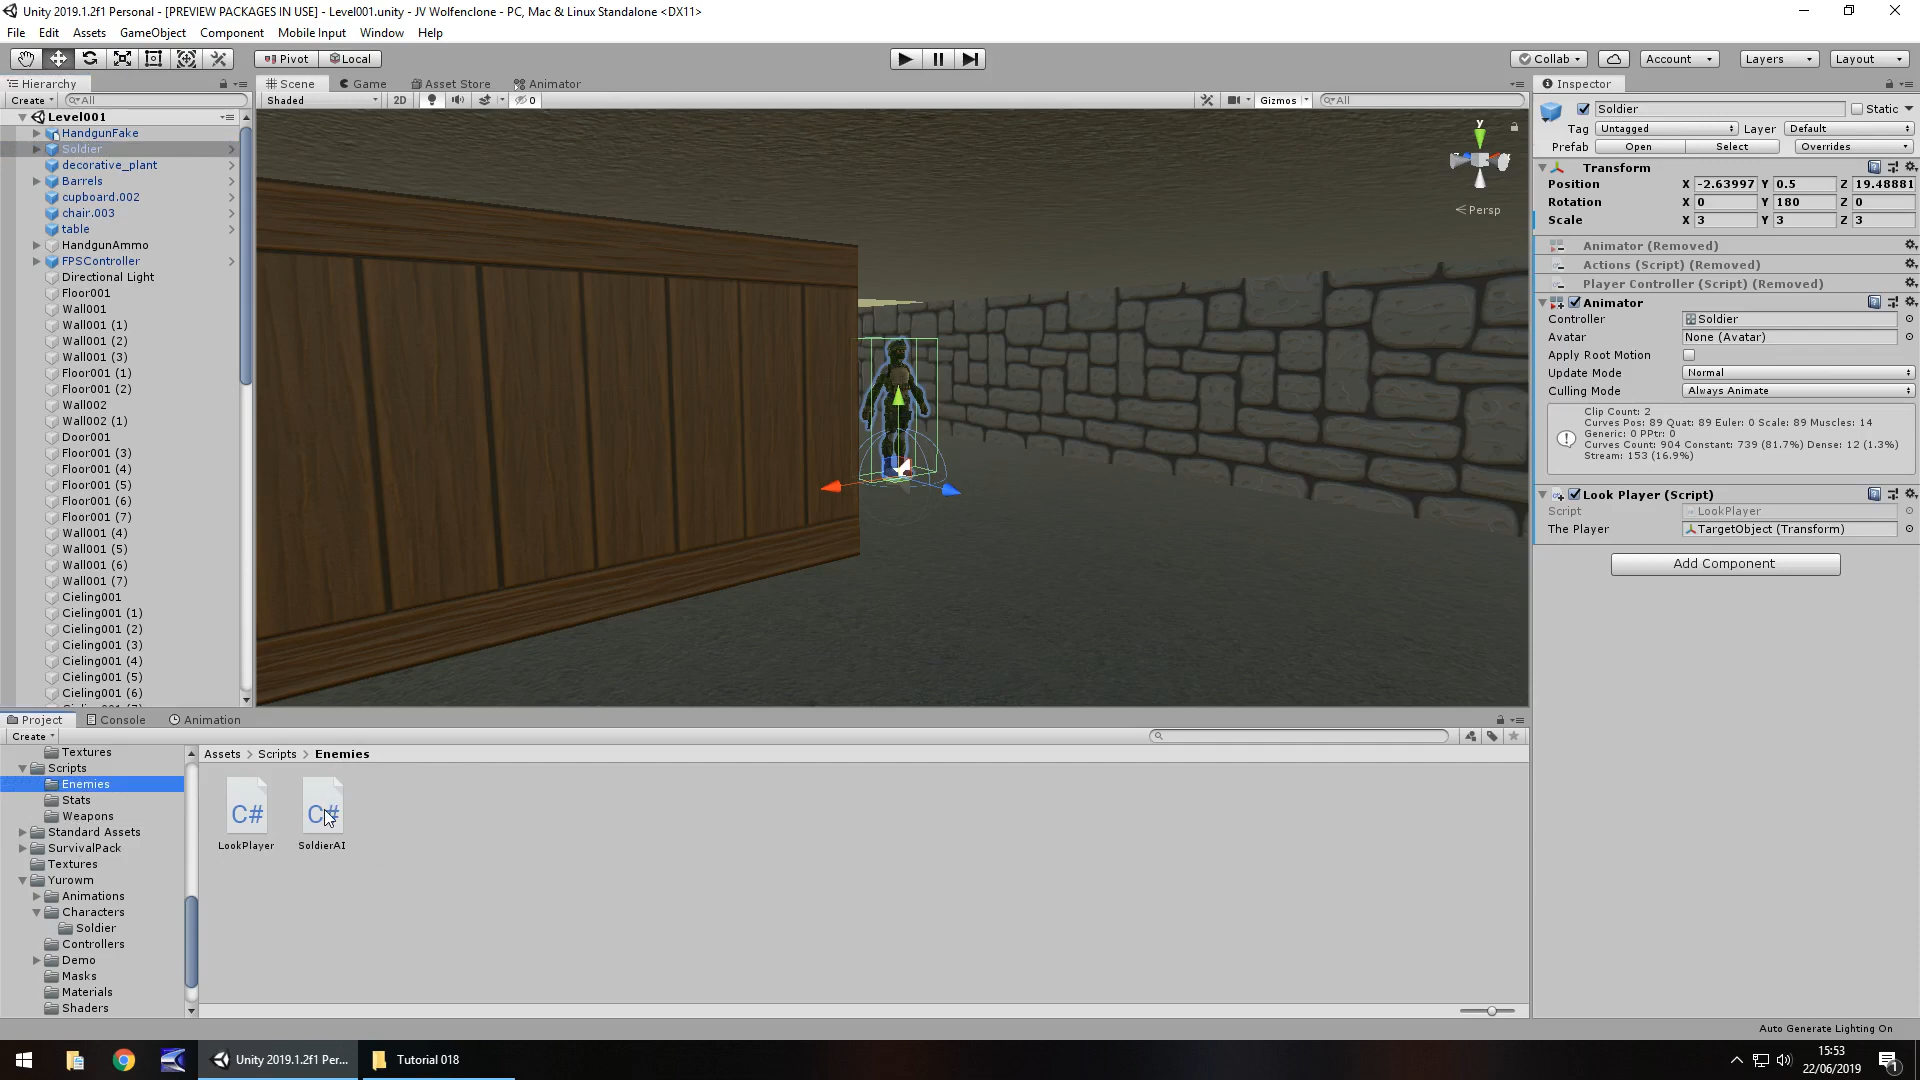 Unity 2019.1.2f1 Personal - [PREVIEW PACKAGES IN USE] - Level001.unity - JV Wolfenclone - PC, Mac & Linux Standalone <DX11>
File Edit Assets GameObject Component Mobile Input Window Help
Pivot Local Collab Account Layers Layout
Hierarchy Scene Game Asset Store Animator Inspector
Create All Shaded 2D 0 Gizmos All
Level001
HandgunFake
Soldier
decorative_plant
Barrels
cupboard.002
chair.003
table
HandgunAmmo
FPSController
Directional Light
Floor001
Wall001
Wall001 (1)
Wall001 (2)
Wall001 (3)
Floor001 (1)
Floor001 (2)
Wall002
Wall002 (1)
Door001
Floor001 (3)
Floor001 (4)
Floor001 (5)
Floor001 (6)
Floor001 (7)
Wall001 (4)
Wall001 (5)
Wall001 (6)
Wall001 (7)
Cieling001
Cieling001 (1)
Cieling001 (2)
Cieling001 (3)
Cieling001 (4)
Cieling001 (5)
Cieling001 (6)
y
Persp
Soldier Static
Tag Untagged Layer Default
Prefab Open Select Overrides
Transform
Position X -2.63997 Y 0.5 Z 19.48881
Rotation X 0 Y 180 Z 0
Scale X 3 Y 3 Z 3
Animator (Removed)
Actions (Script) (Removed)
Player Controller (Script) (Removed)
Animator
Controller Soldier
Avatar None (Avatar)
Apply Root Motion
Update Mode Normal
Culling Mode Always Animate
Clip Count: 2
Curves Pos: 89 Quat: 89 Euler: 0 Scale: 89 Muscles: 14
Generic: 0 PPtr: 0
Curves Count: 904 Constant: 739 (81.7%) Dense: 12 (1.3%)
Stream: 153 (16.9%)
Look Player (Script)
Script LookPlayer
The Player TargetObject (Transform)
Add Component
Project Console Animation
Create
Textures
Scripts
Enemies
Stats
Weapons
Standard Assets
SurvivalPack
Textures
Yurowm
Animations
Characters
Soldier
Controllers
Demo
Masks
Materials
Shaders
Assets > Scripts > Enemies
C# C#
LookPlayer SoldierAI
Auto Generate Lighting On
Unity 2019.1.2f1 Per... Tutorial 018
15:53
22/06/2019
1